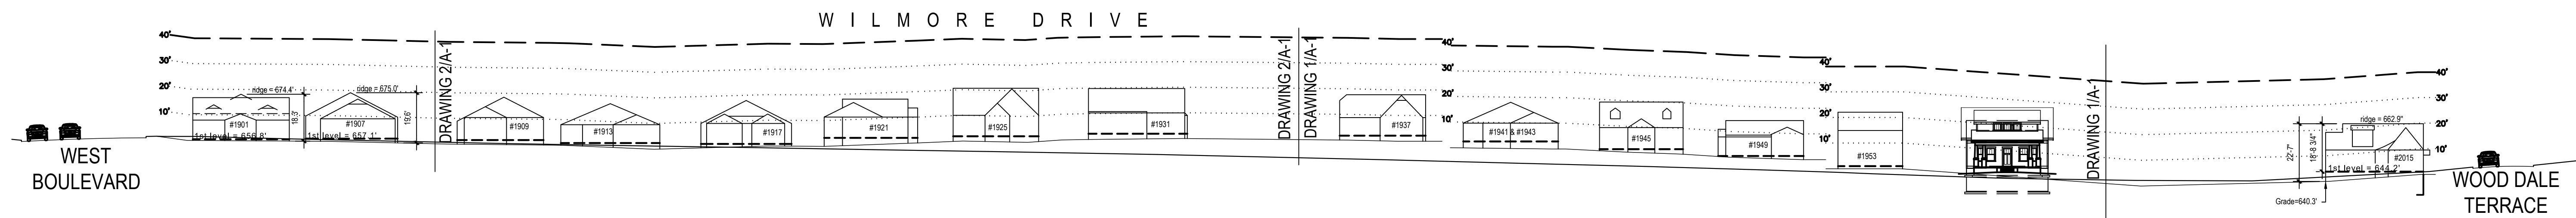 WILMORE DRIVE
40'
30'
20'
10'
ridge = 674.4'
18.3'
#1901
1st level = 656.8'
ridge = 675.0'
19.6'
#1907
1st level = 657.1'
DRAWING 2/A-1
#1909
#1913
#1917
#1921
#1925
#1931
DRAWING 2/A-1
DRAWING 1/A-1
#1937
40'
30'
20'
10'
#1941 & #1943
#1945
#1949
40'
30'
20'
10'
#1953
DRAWING 1/A-1
22'-7"
18'-8 3/4"
ridge = 662.9"
#2015
1st level = 644.2'
Grade=640.3'
40'
30'
20'
10'
WEST
BOULEVARD
WOOD DALE
TERRACE